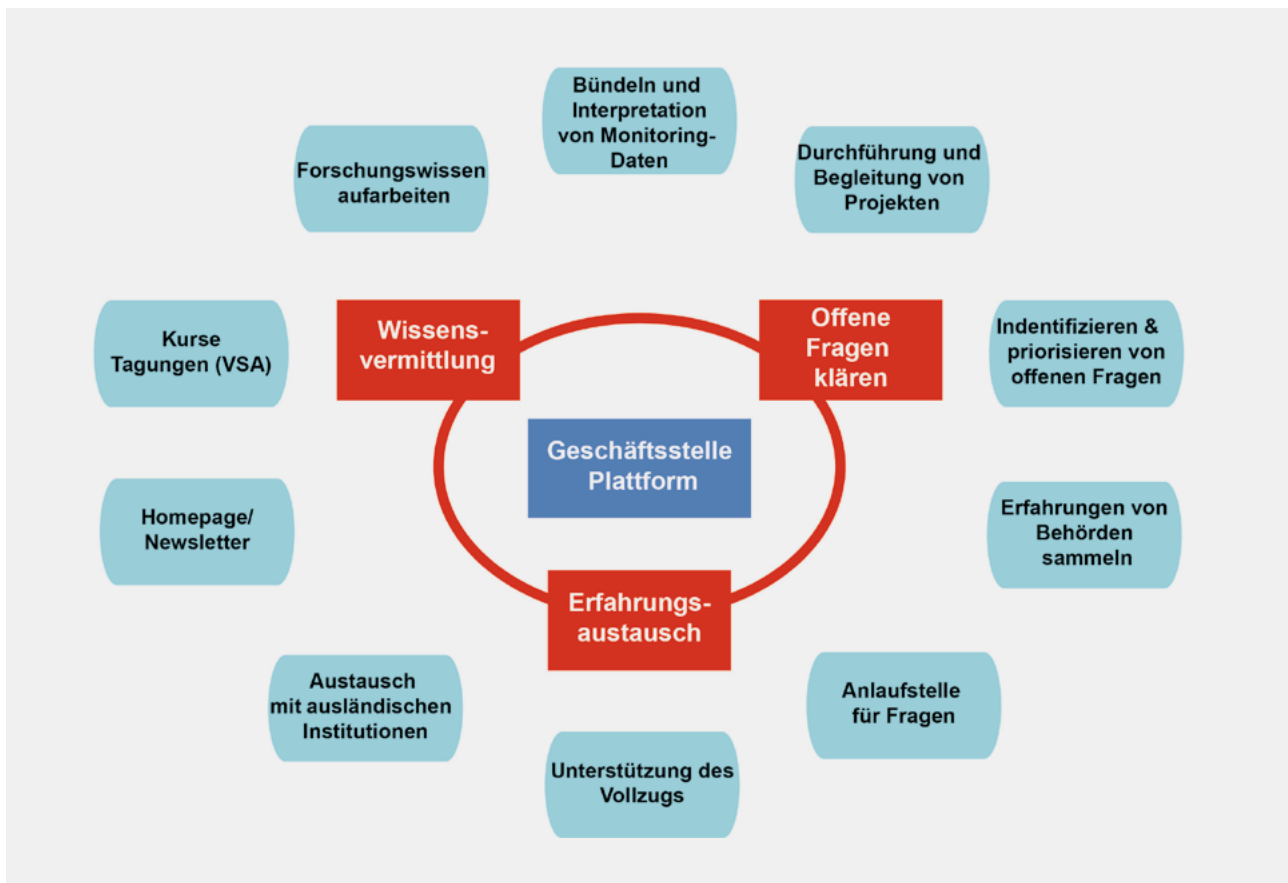 Bündeln und
Interpretation
von Monitoring-
Daten
Forschungswissen
aufarbeiten
Durchführung und
Begleitung von
Projekten
Kurse
Tagungen (VSA)
Wissens-
vermittlung
Offene
Fragen
klären
Indentifizieren &
priorisieren von
offenen Fragen
Geschäftsstelle
Plattform
Homepage/
Newsletter
Erfahrungen von
Behörden
sammeln
Erfahrungs-
austausch
Austausch
mit ausländischen
Institutionen
Anlaufstelle
für Fragen
Unterstützung des
Vollzugs